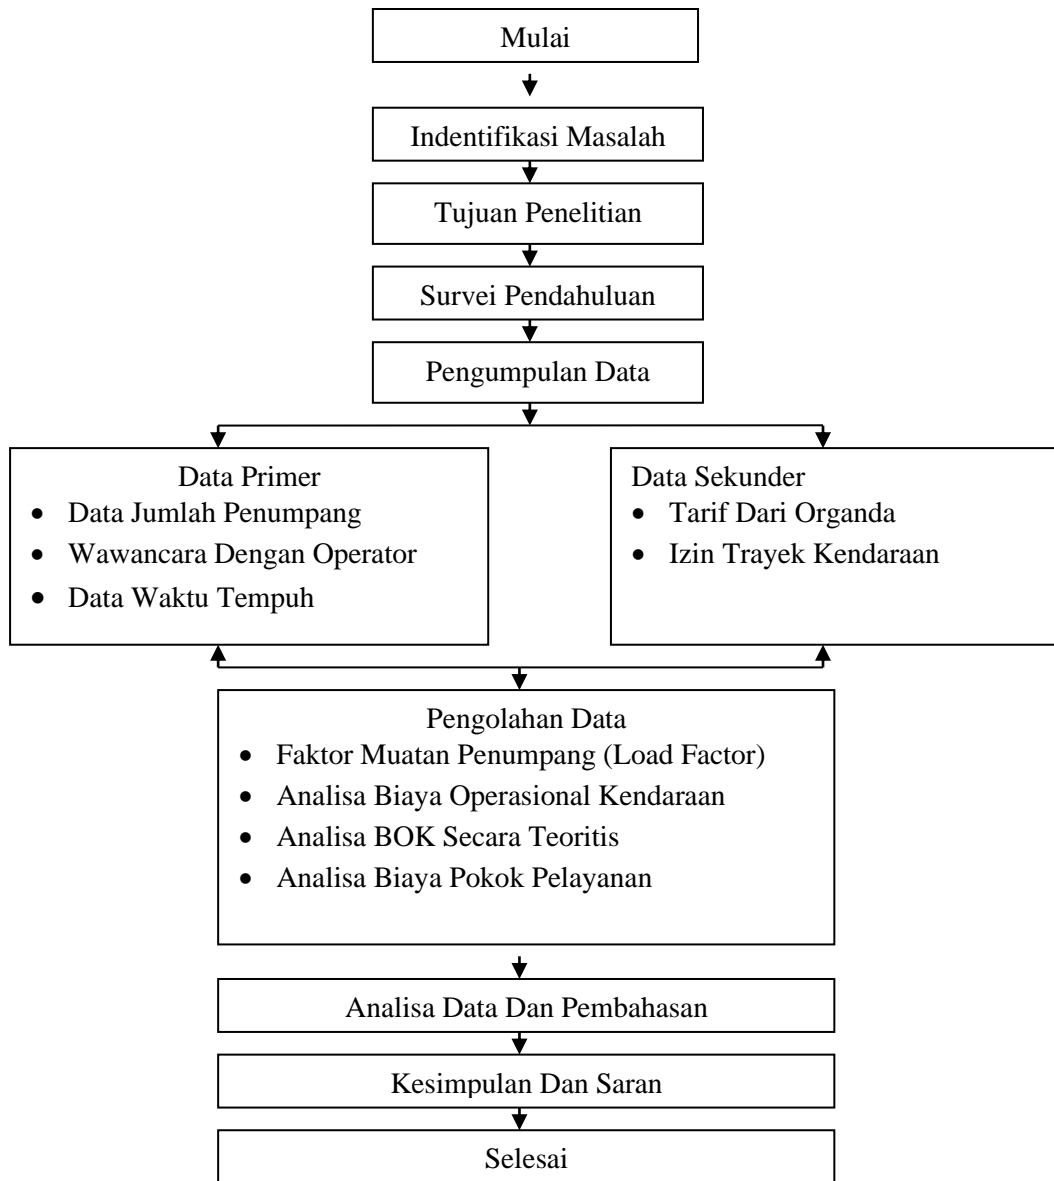 Mulai
Indentifikasi Masalah
Tujuan Penelitian
Survei Pendahuluan
Pengumpulan Data
Data Primer
• Data Jumlah Penumpang
• Wawancara Dengan Operator
• Data Waktu Tempuh
Data Sekunder
• Tarif Dari Organda
• Izin Trayek Kendaraan
Pengolahan Data
• Faktor Muatan Penumpang (Load Factor)
• Analisa Biaya Operasional Kendaraan
• Analisa BOK Secara Teoritis
• Analisa Biaya Pokok Pelayanan
Analisa Data Dan Pembahasan
Kesimpulan Dan Saran
Selesai